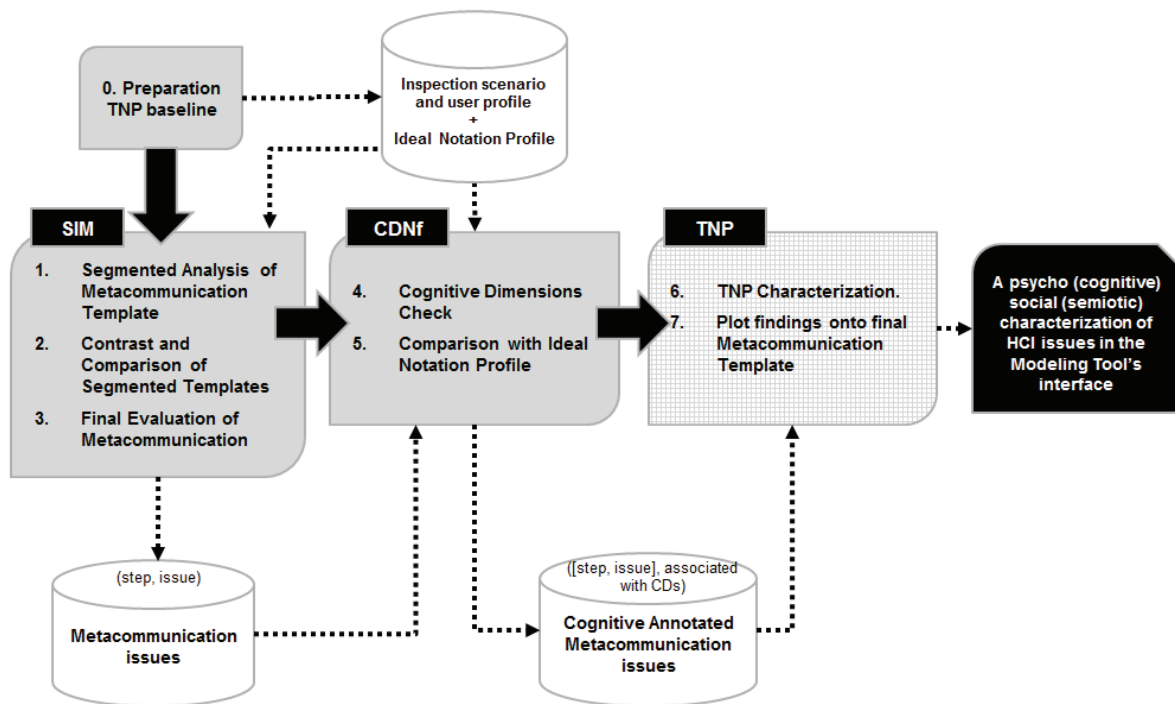 0. Preparation
TNP baseline
Inspection scenario
and user profile
+
Ideal Notation Profile
SIM
1. Segmented Analysis of
Metacommunication
Template
2. Contrast and
Comparison of
Segmented Templates
3. Final Evaluation of
Metacommunication
CDNf
4. Cognitive Dimensions
Check
5. Comparison with Ideal
Notation Profile
TNP
6. TNP Characterization.
7. Plot findings onto final
Metacommunication
Template
A psycho (cognitive)
social (semiotic)
characterization of
HCI issues in the
Modeling Tool's
interface
(step, issue)
Metacommunication
issues
([step, issue], associated
with CDs)
Cognitive Annotated
Metacommunication
issues